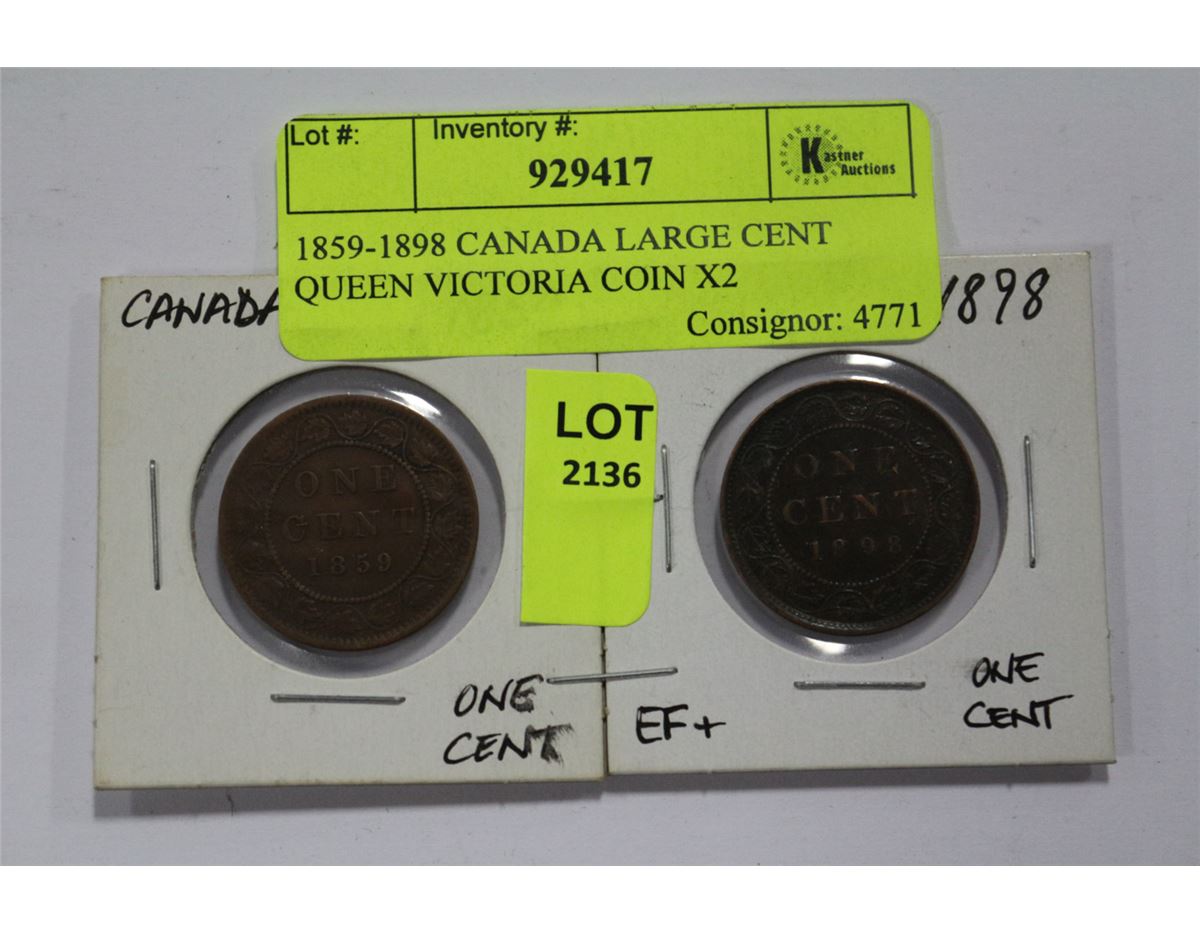 Lot #:
Inventory #:
929417
Kastner
Auctions
1859-1898 CANADA LARGE CENT
QUEEN VICTORIA COIN X2
Consignor: 4771
CANADA
1898
LOT
2136
ONE
CENT
1859
ONE
CENT
1898
ONE
CENT
EF+
ONE
CENT